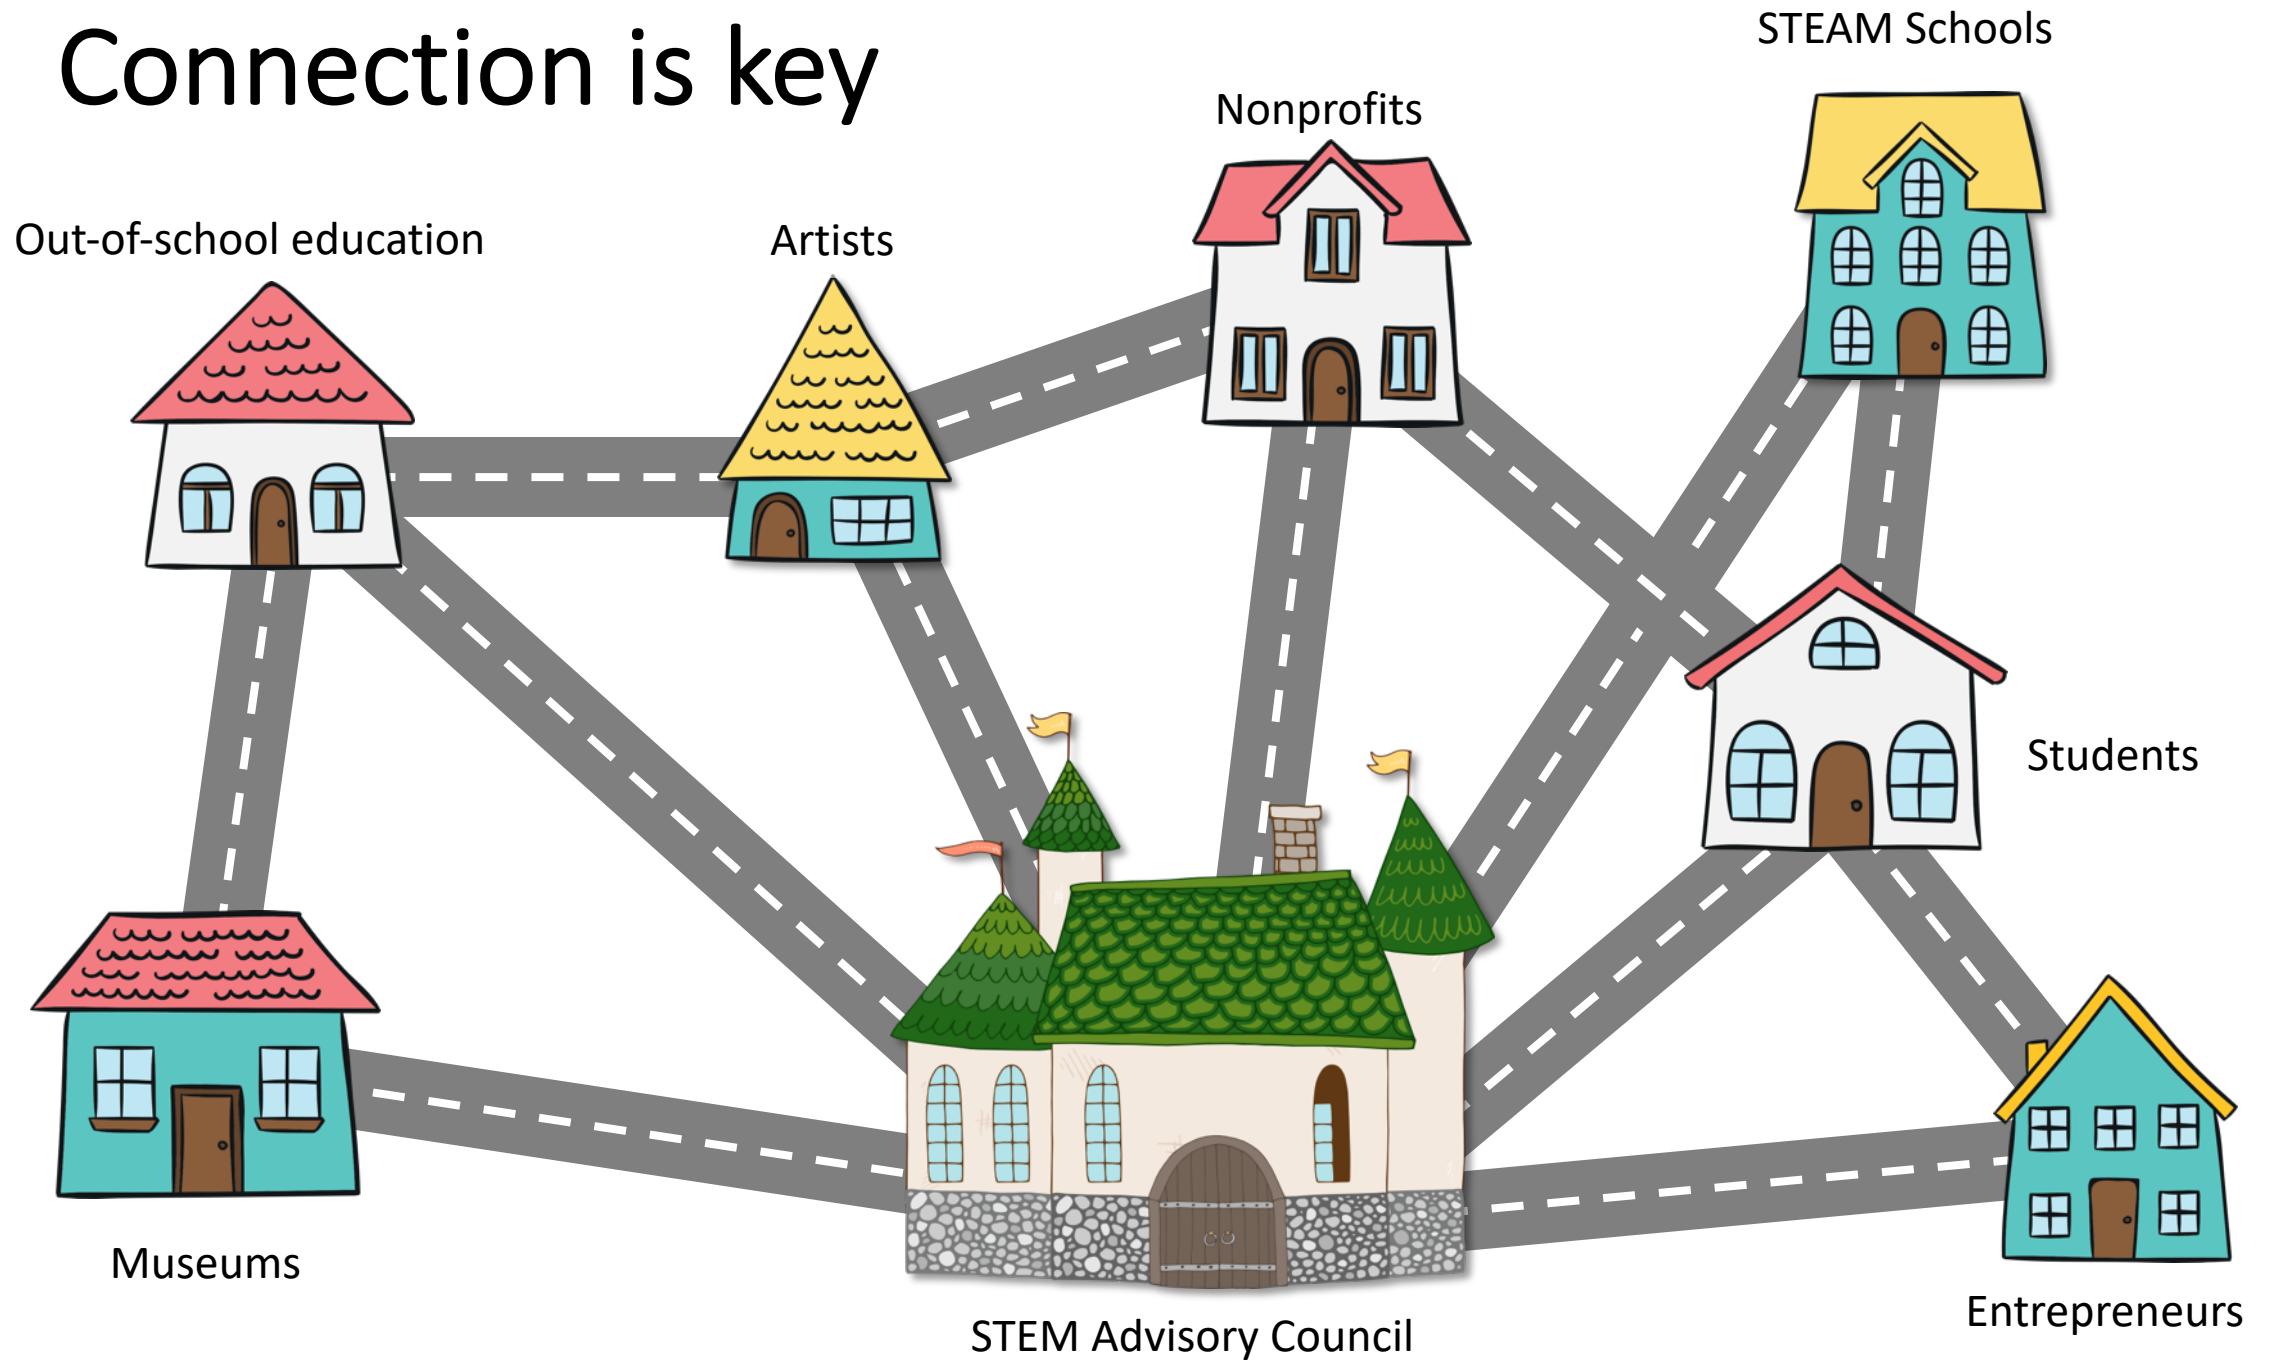 Connection is key
STEAM Schools
Nonprofits
Out-of-school education
Artists
Students
Museums
Entrepreneurs
STEM Advisory Council